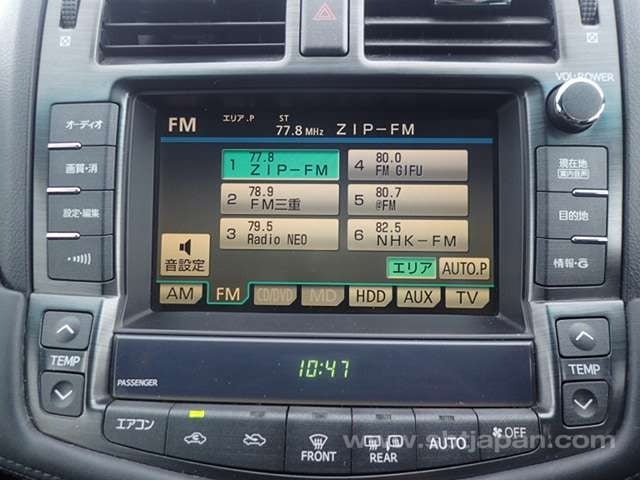 VOL·POWER
FM エリア.P ST 77.8 MHz ZIP-FM
オーディオ
画質・消
設定・編集
1 77.8 ZIP-FM
2 78.9 FM三重
3 79.5 Radio NEO
4 80.0 FM GIFU
5 80.7 @FM
6 82.5 NHK-FM
音設定
エリア
AUTO.P
AM FM CD/DVD MD HDD AUX TV
現在地
(案内音声)
目的地
情報・G
TEMP
TEMP
10:47
PASSENGER
エアコン
FRONT
REAR
AUTO
OFF
www.sbtjapan.com